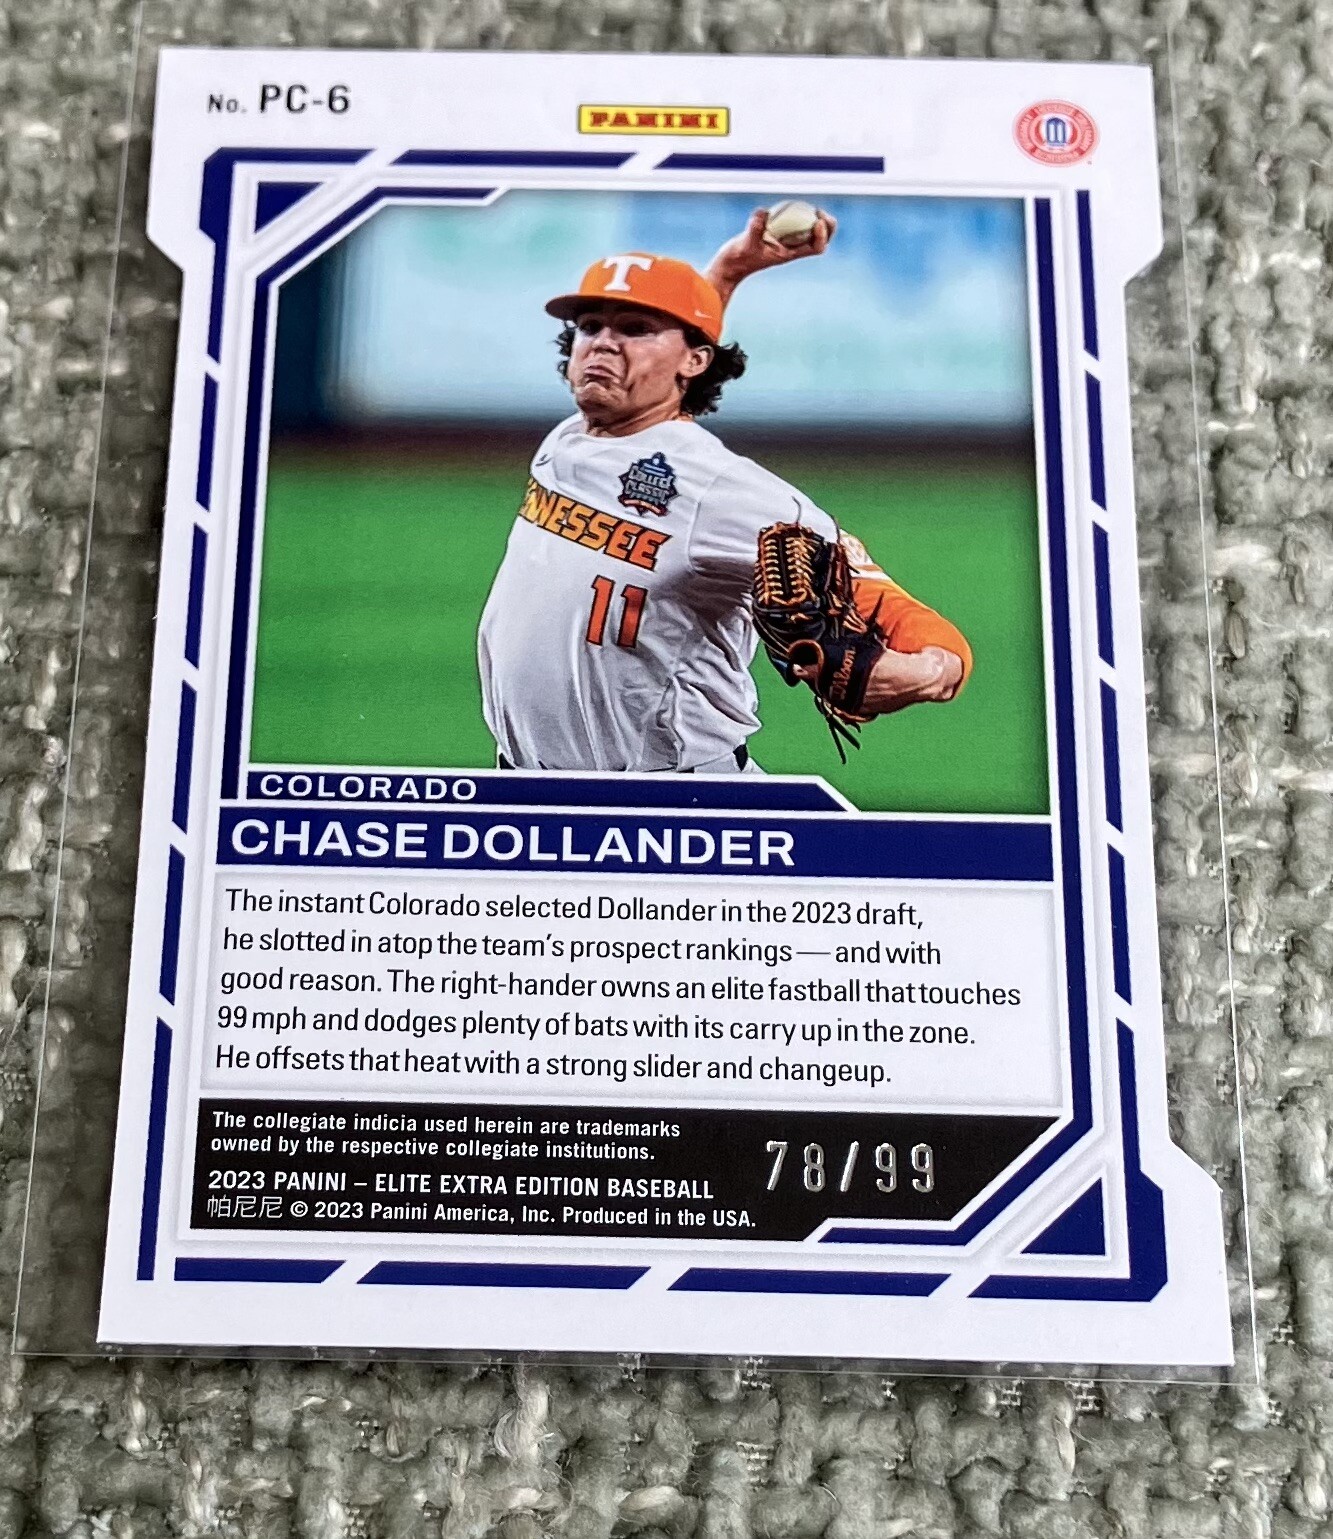 No. PC-6
PANINI
T
COLLEGE
CLASSIC
TENNESSEE
11
Wilson
COLORADO
CHASE DOLLANDER
The instant Colorado selected Dollander in the 2023 draft,
he slotted in atop the team's prospect rankings — and with
good reason. The right-hander owns an elite fastball that touches
99 mph and dodges plenty of bats with its carry up in the zone.
He offsets that heat with a strong slider and changeup.
The collegiate indicia used herein are trademarks
owned by the respective collegiate institutions.
78/99
2023 PANINI – ELITE EXTRA EDITION BASEBALL
帕尼尼 © 2023 Panini America, Inc. Produced in the USA.